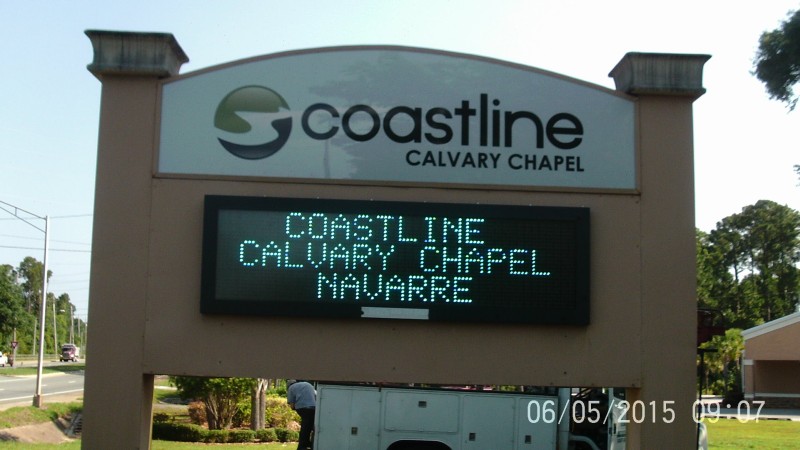 coastline
CALVARY CHAPEL
COASTLINE
CALVARY CHAPEL
NAVARRE
06/05/2015 09:07